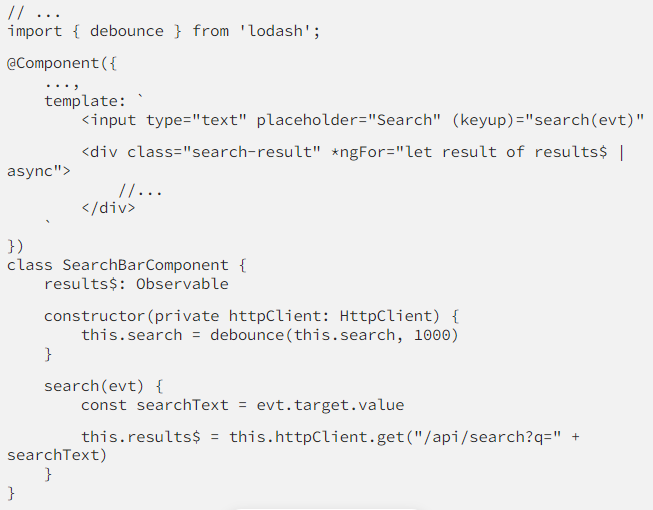 // ...
import { debounce } from 'lodash';
@Component({
    ...,
    template: `
        <input type="text" placeholder="Search" (keyup)="search(evt)"
        <div class="search-result" *ngFor="let result of results$ |
async">
            //...
        </div>
    `
})
class SearchBarComponent {
    results$: Observable
    constructor(private httpClient: HttpClient) {
        this.search = debounce(this.search, 1000)
    }
    search(evt) {
        const searchText = evt.target.value
        this.results$ = this.httpClient.get("/api/search?q=" +
searchText)
    }
}